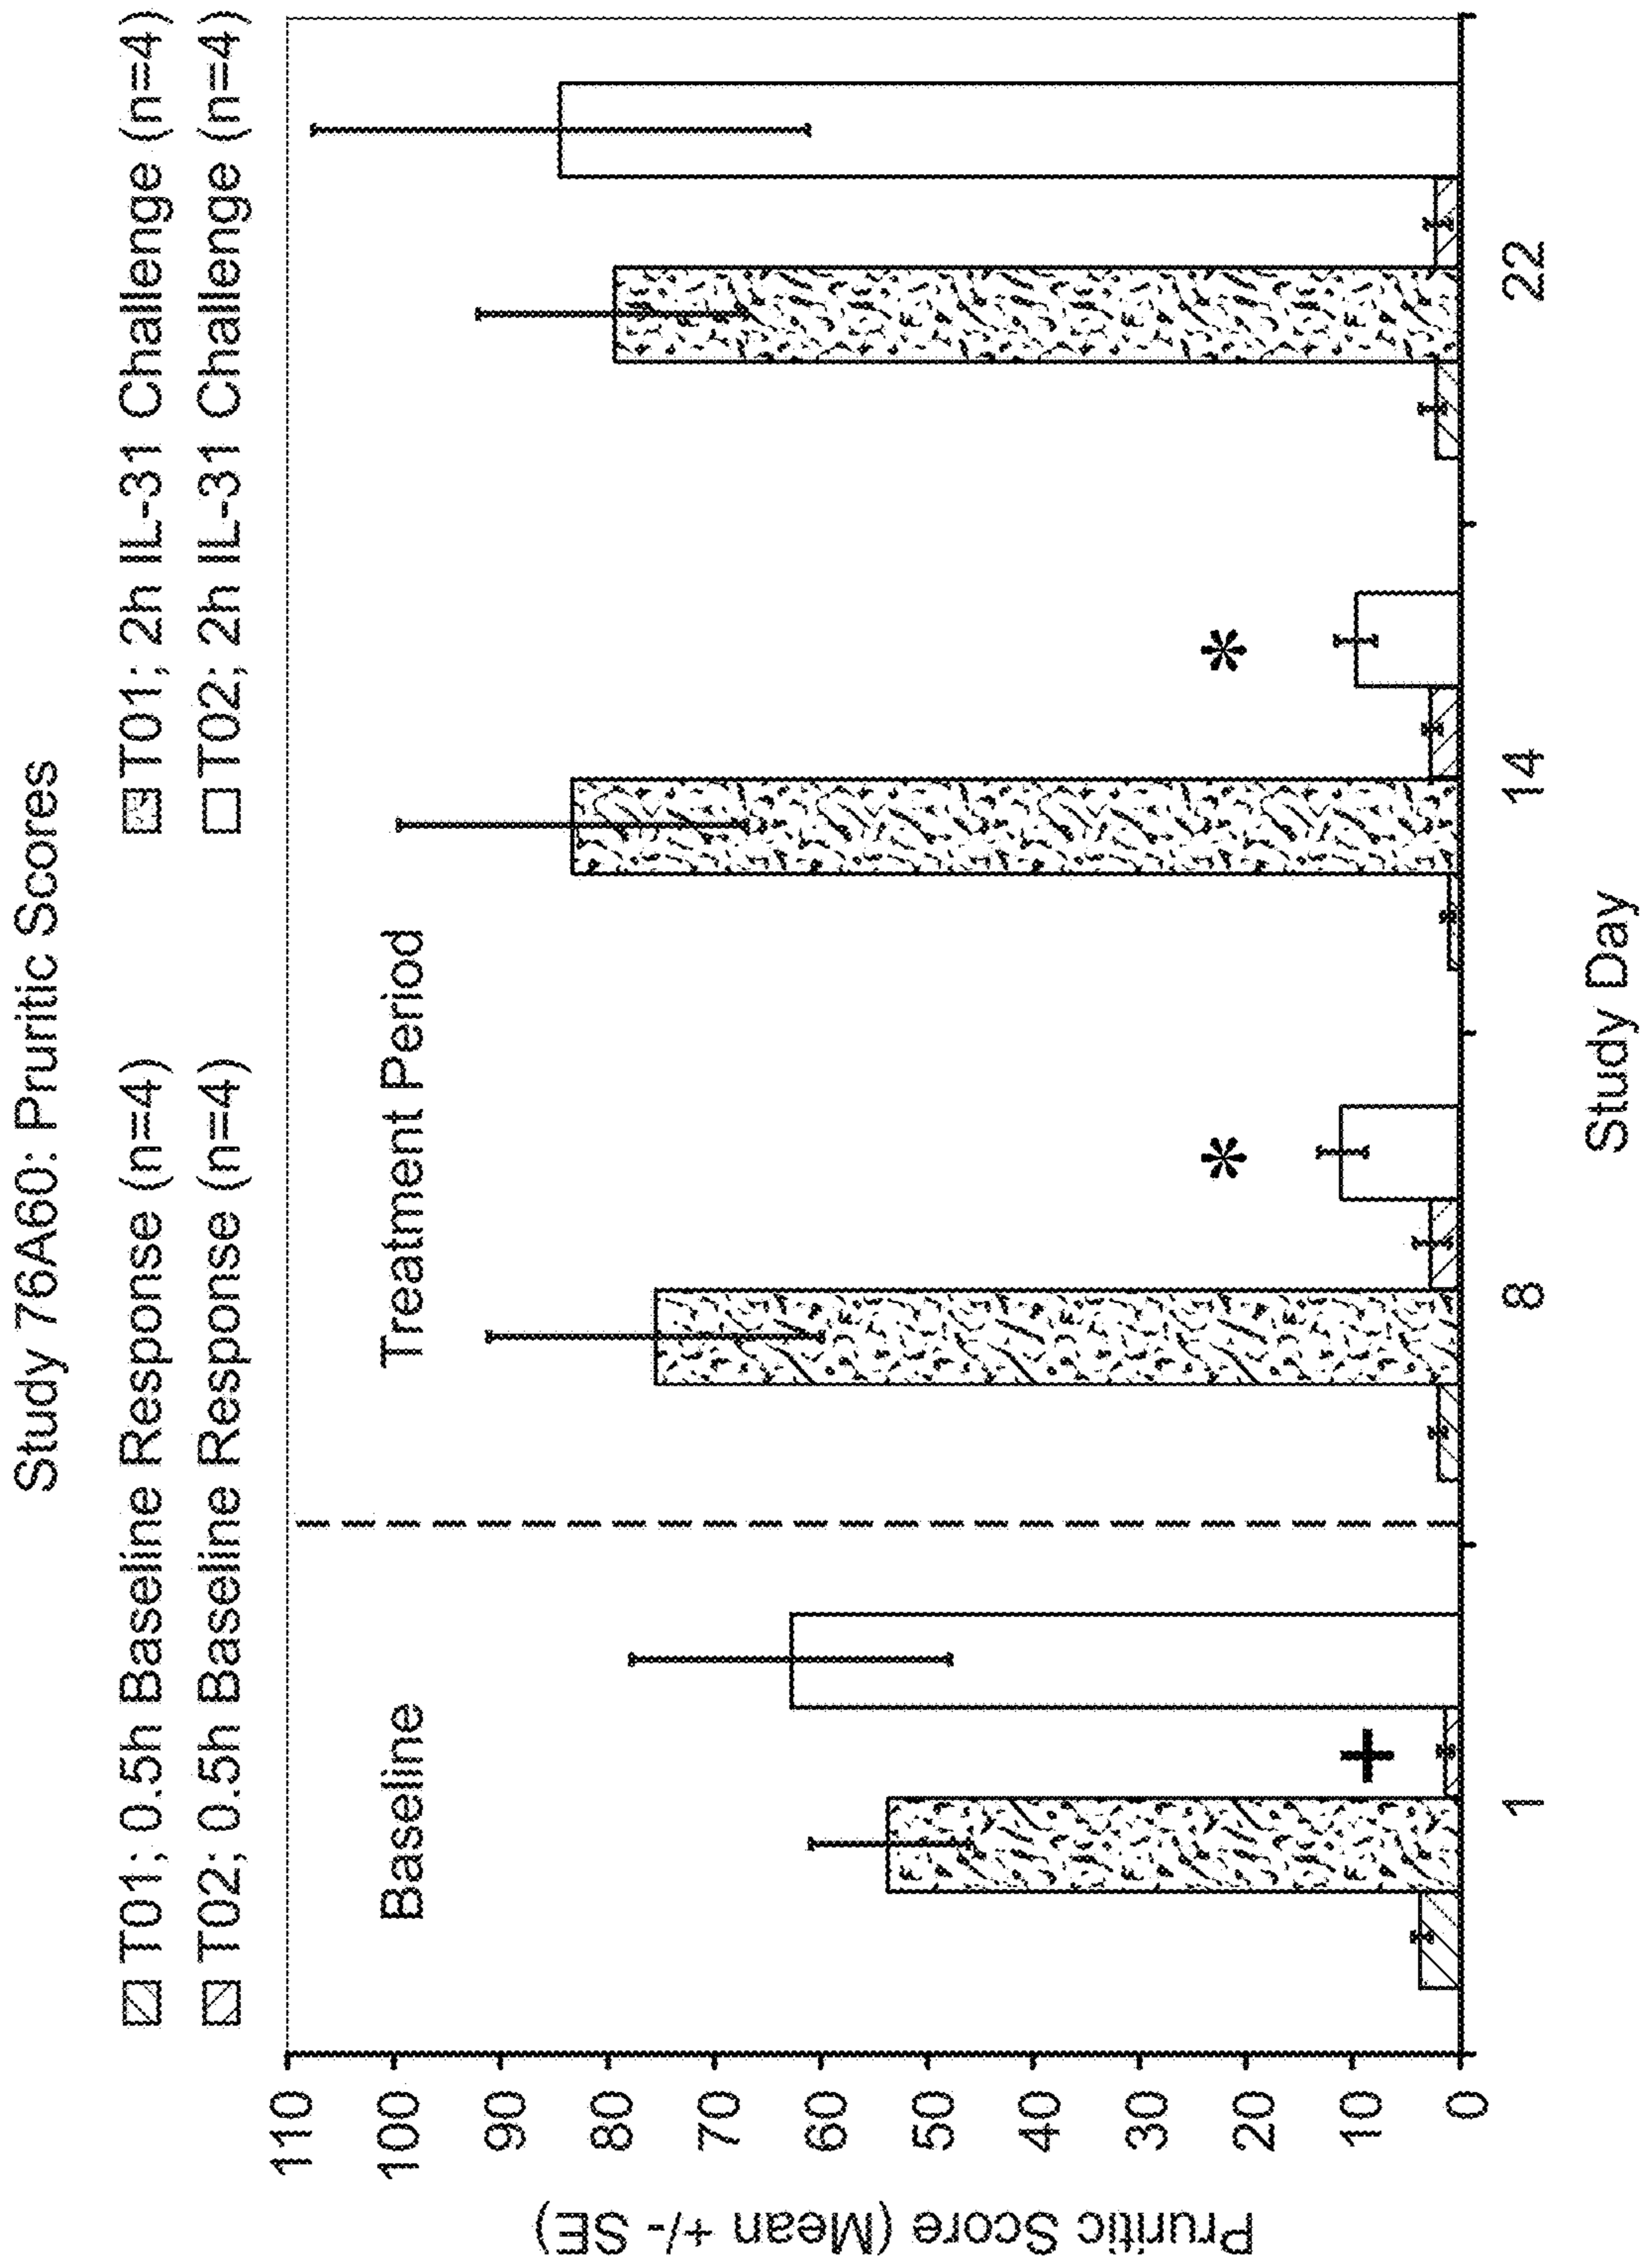 Study 76A60: Pruritic Scores
T01; 0.5h Baseline Response (n=4)
T01; 2h IL-31 Challenge (n=4)
T02; 0.5h Baseline Response (n=4)
T02; 2h IL-31 Challenge (n=4)
Baseline
Treatment Period
110
100
90
80
70
60
50
40
30
20
10
0
Pruritic Score (Mean +/- SE)
+
*
*
1
8
14
22
Study Day